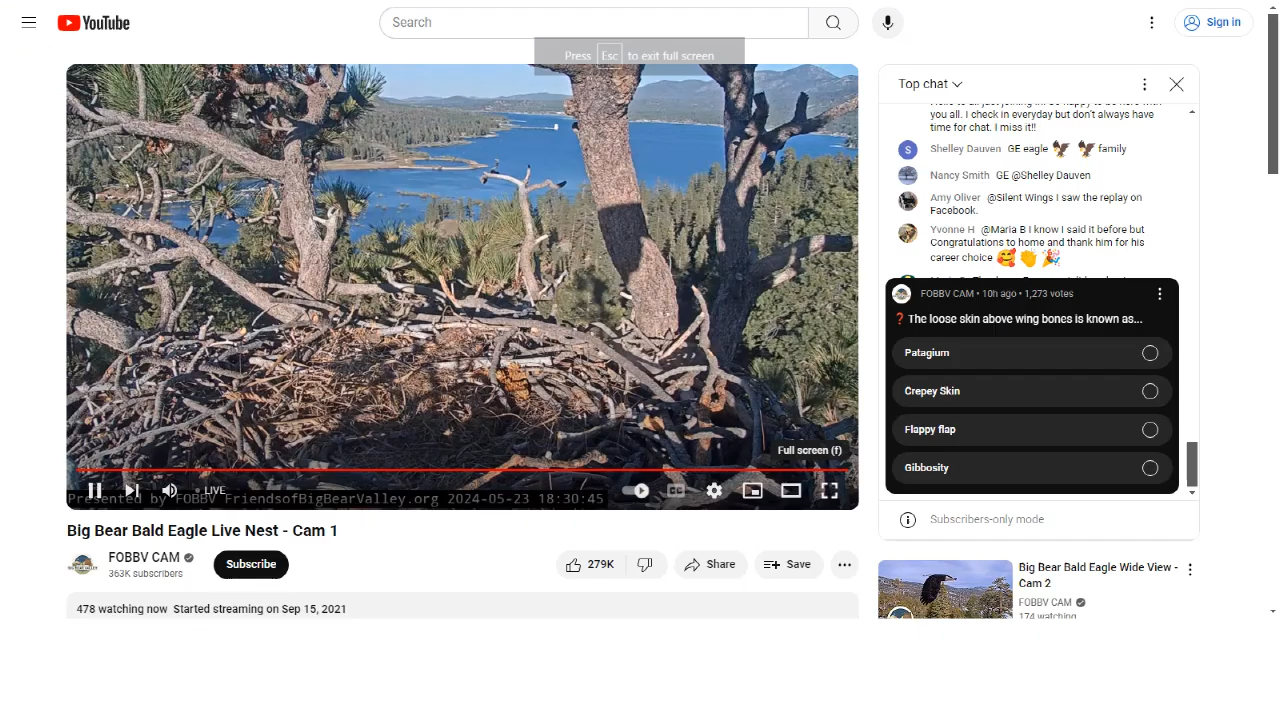 YouTube
Search
Sign in
Press Esc to exit full screen
Top chat
you all. I check in everyday but don't always
have
time for chat. I miss it!!
S Shelley Dauven GE eagle family
Nancy Smith GE @Shelley Dauven
Amy Oliver @Silent Wings I saw the replay on
Facebook.
Yvonne H @Maria B I know I said it before but
Congratulations to home and thank him for his
career choice
FOBBV CAM • 10h ago • 1,273 votes
The loose skin above wing bones is known as...
Patagium
Crepey Skin
Flappy flap
Gibbosity
Subscribers-only mode
Full screen (f)
LIVE
CC
Presented by FOBBV FriendsofBigBearValley.org 2024-05-23 18:30:45
Big Bear Bald Eagle Live Nest - Cam 1
FOBBV CAM
363K subscribers
Subscribe
279K
Share
Save
478 watching now Started streaming on Sep 15, 2021
Big Bear Bald Eagle Wide View -
Cam 2
FOBBV CAM
174 watching